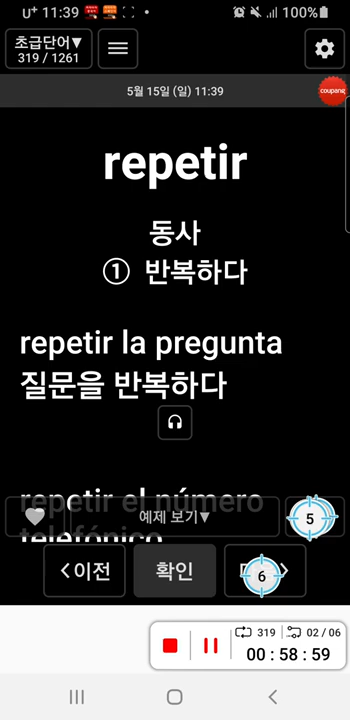 U+ 11:39 100%
초급단어▼
319 / 1261
5월 15일 (일) 11:39
coupang
repetir
동사
① 반복하다
repetir la pregunta
질문을 반복하다
repetir el número
telefónico
예제 보기▼
5
<이전
확인
6
319 02 / 06
00 : 58 : 59